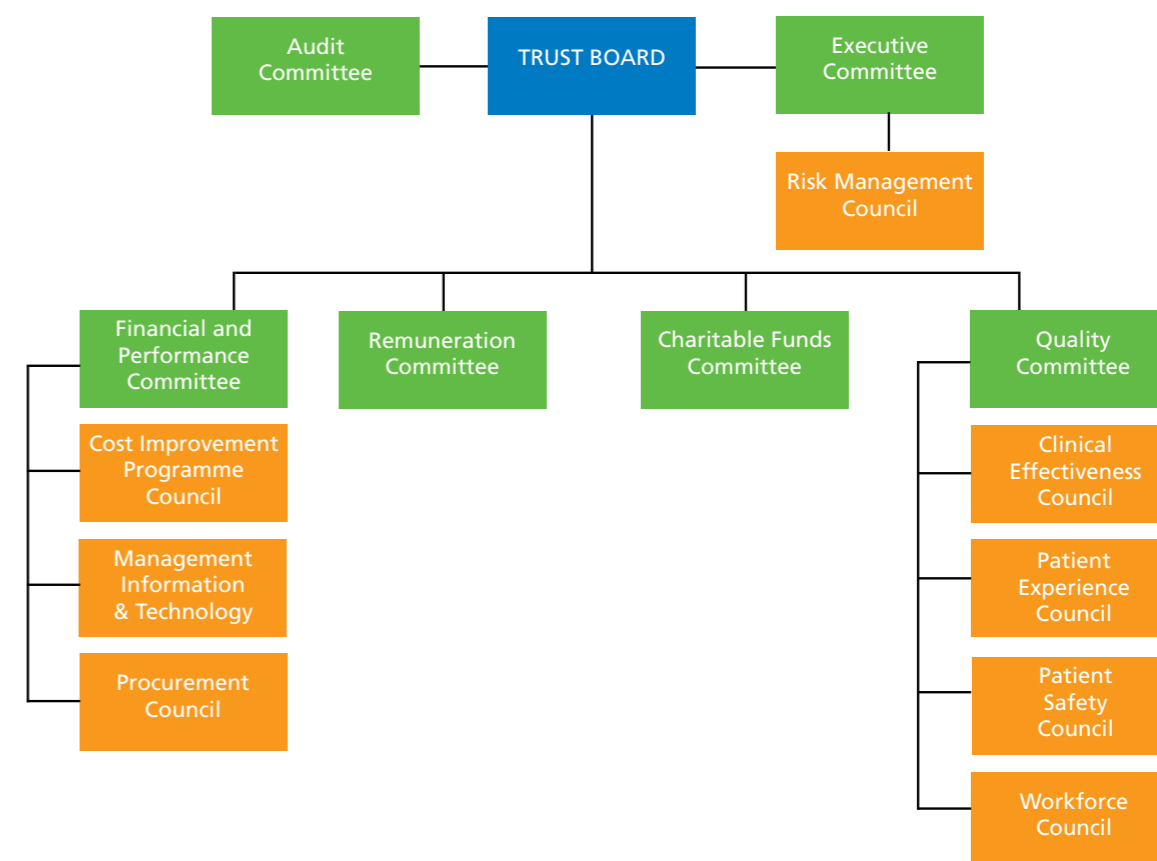 Audit
Committee
TRUST BOARD
Executive
Committee
Risk Management
Council
Financial and
Performance
Committee
Remuneration
Committee
Charitable Funds
Committee
Quality
Committee
Cost Improvement
Programme
Council
Management
Information
& Technology
Procurement
Council
Clinical
Effectiveness
Council
Patient
Experience
Council
Patient
Safety
Council
Workforce
Council